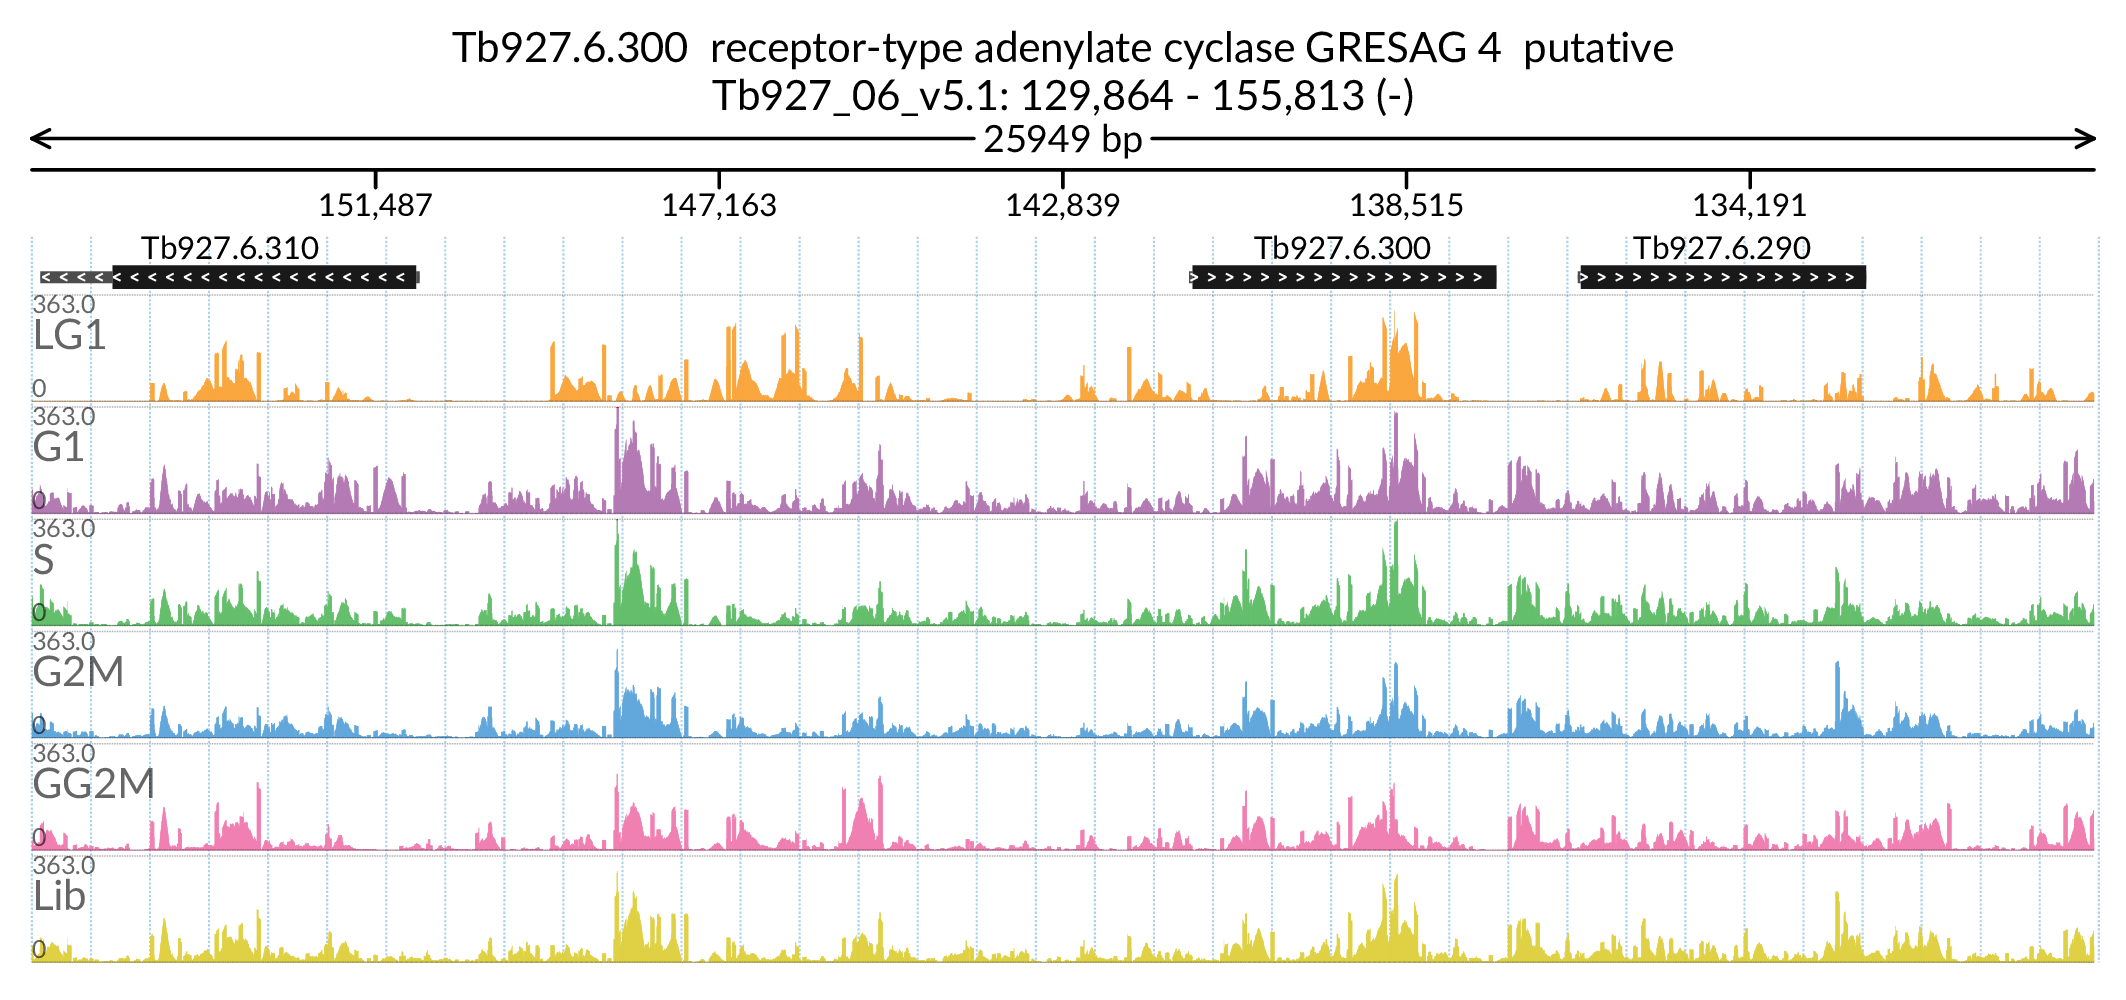 Tb927.6.300  receptor-type adenylate cyclase GRESAG 4  putative
Tb927_06_v5.1: 129,864 - 155,813 (-)
25949 bp
151,487 147,163 142,839 138,515 134,191
Tb927.6.310 Tb927.6.300 Tb927.6.290
363.0
LG1
0
363.0
G1
0
363.0
S
0
363.0
G2M
0
363.0
GG2M
0
363.0
Lib
0